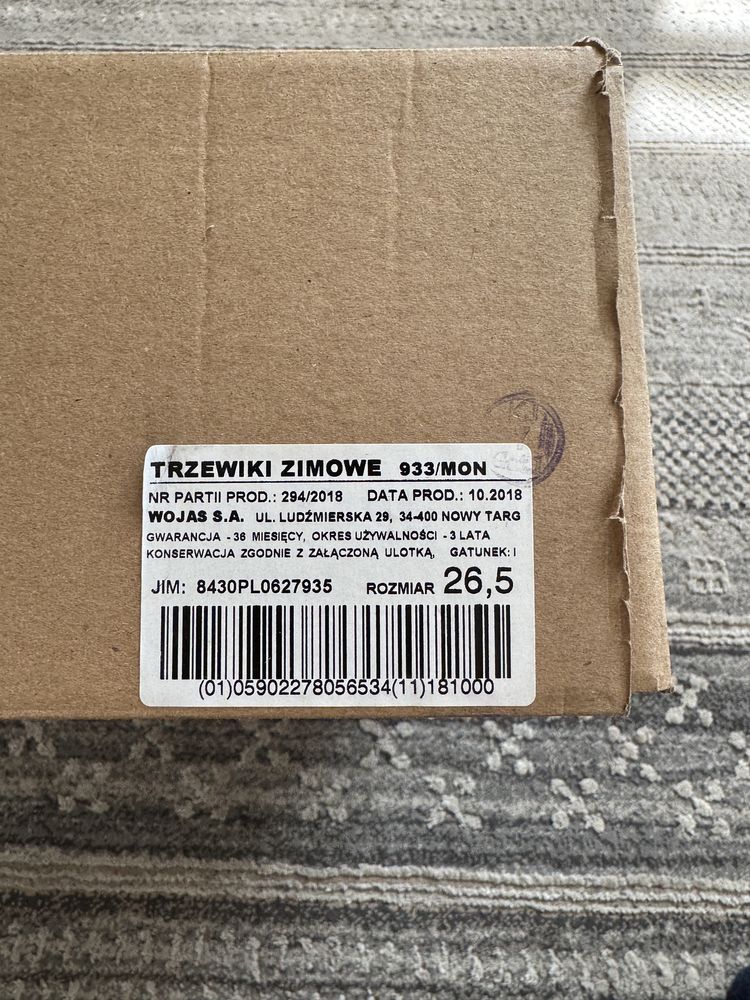 TRZEWIKI ZIMOWE 933/MON
NR PARTII PROD.: 294/2018 DATA PROD.: 10.2018
WOJAS S.A. UL. LUDŹMIERSKA 29, 34-400 NOWY TARG
GWARANCJA - 36 MIESIĘCY, OKRES UŻYWALNOŚCI - 3 LATA
KONSERWACJA ZGODNIE Z ZAŁĄCZONĄ ULOTKĄ, GATUNEK: I
JIM: 8430PL0627935 ROZMIAR 26,5
(01)05902278056534(11)181000